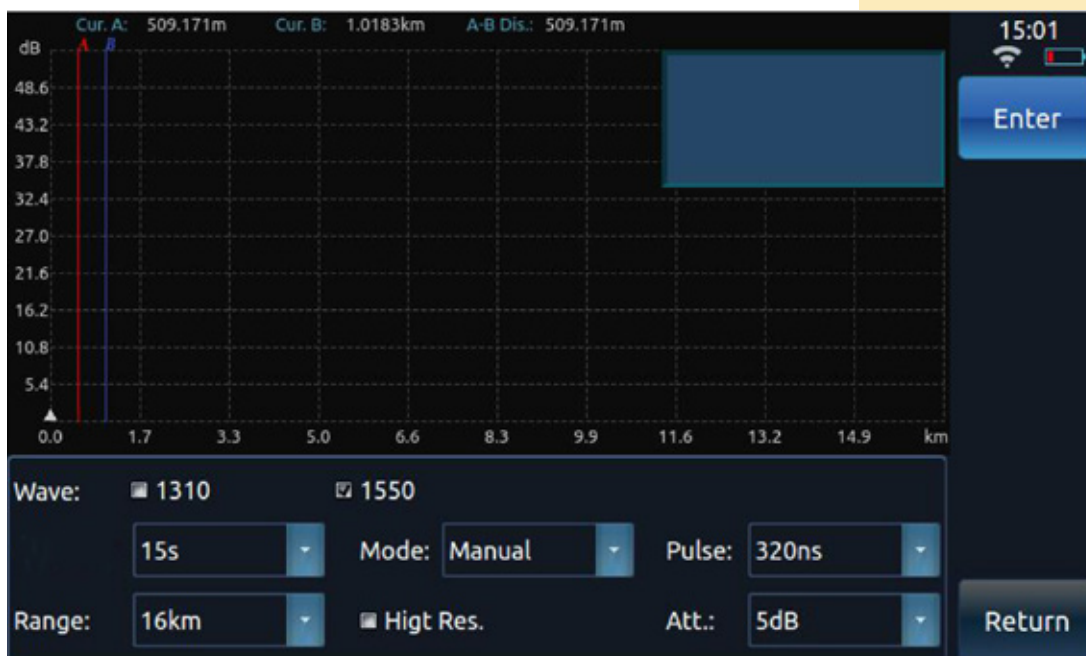 Cur. A: 509.171m Cur. B: 1.0183km A-B Dis.: 509.171m
15:01
dB A B
48.6
43.2
37.8
32.4
27.0
21.6
16.2
10.8
5.4
0.0 1.7 3.3 5.0 6.6 8.3 9.9 11.6 13.2 14.9 km
Enter
Wave: 1310 1550
15s Mode: Manual Pulse: 320ns
Range: 16km Higt Res. Att.: 5dB
Return